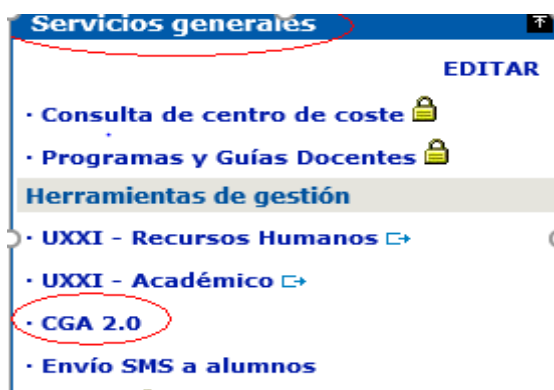 Servicios generales
EDITAR
· Consulta de centro de coste
· Programas y Guías Docentes
Herramientas de gestión
· UXXI - Recursos Humanos
· UXXI - Académico
· CGA 2.0
· Envío SMS a alumnos